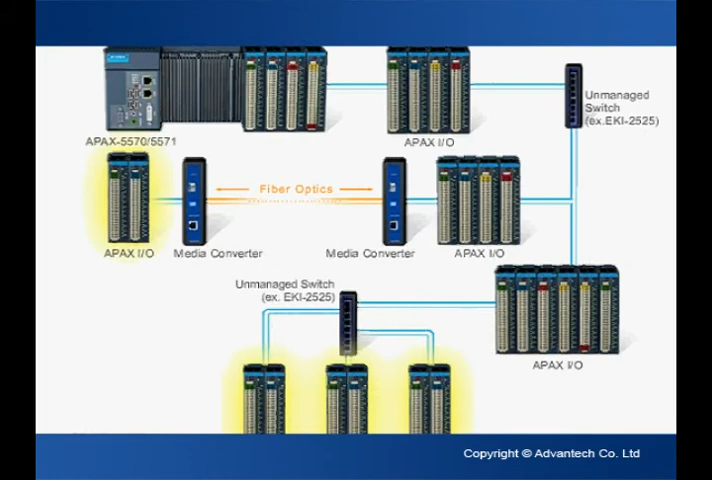 Unmanaged
Switch
(ex.EKI-2525)
APAX-5570/5571
APAX I/O
Fiber Optics
APAX I/O
Media Converter
Media Converter
APAX I/O
Unmanaged Switch
(ex. EKI-2525)
APAX I/O
Copyright © Advantech Co. Ltd